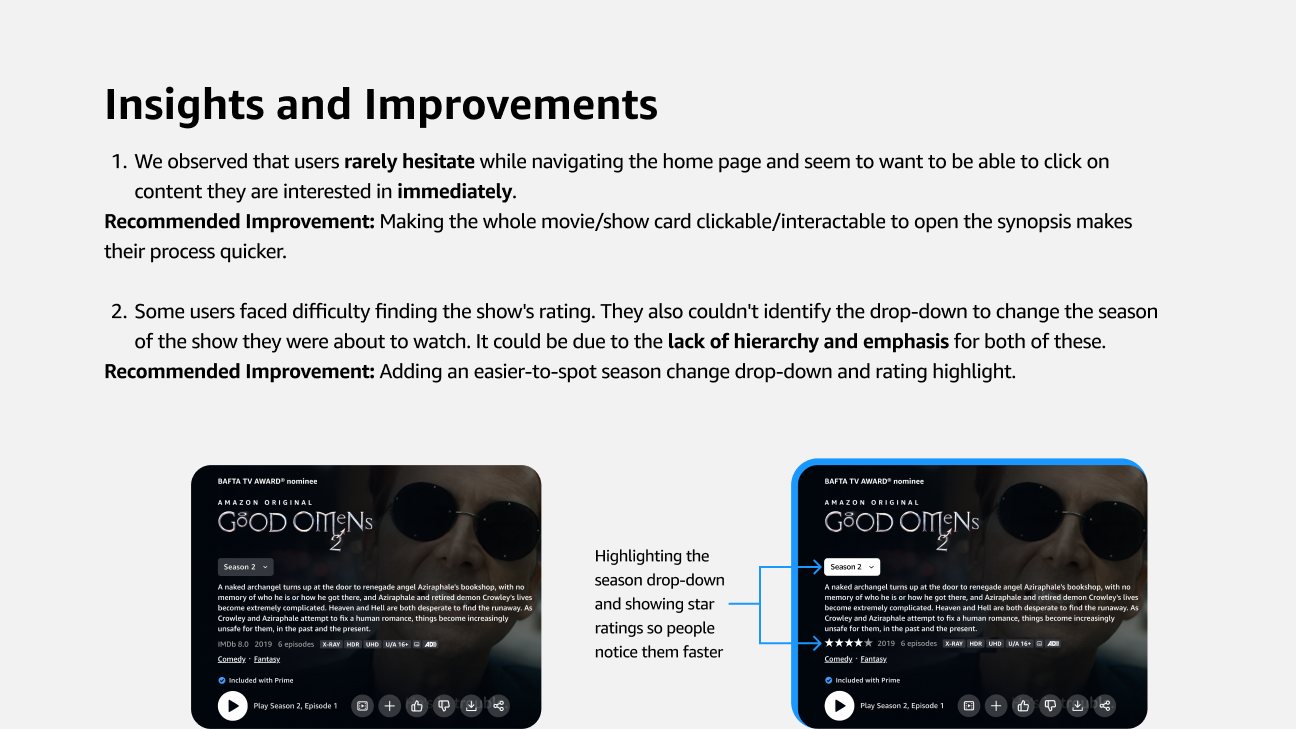 Insights and Improvements
1. We observed that users rarely hesitate while navigating the home page and seem to want to be able to click on
content they are interested in immediately.
Recommended Improvement: Making the whole movie/show card clickable/interactable to open the synopsis makes
their process quicker.
2. Some users faced difficulty finding the show's rating. They also couldn't identify the drop-down to change the season
of the show they were about to watch. It could be due to the lack of hierarchy and emphasis for both of these.
Recommended Improvement: Adding an easier-to-spot season change drop-down and rating highlight.
BAFTA TV AWARD® nominee
AMAZON ORIGINAL
GOOD OMENS
2
Season 2
A naked archangel turns up at the door to renegade angel Aziraphale's bookshop, with no
memory of who he is or how he got there, and Aziraphale and retired demon Crowley's lives
become extremely complicated. Heaven and Hell are both desperate to find the runaway. As
Crowley and Aziraphale attempt to fix a human romance, things become increasingly
unsafe for them, in the past and the present.
IMDb 8.0 2019 6 episodes X-RAY HDR UHD U/A 16+ AD
Comedy · Fantasy
Included with Prime
Play Season 2, Episode 1
Highlighting the
season drop-down
and showing star
ratings so people
notice them faster
BAFTA TV AWARD® nominee
AMAZON ORIGINAL
GOOD OMENS
2
Season 2
A naked archangel turns up at the door to renegade angel Aziraphale's bookshop, with no
memory of who he is or how he got there, and Aziraphale and retired demon Crowley's lives
become extremely complicated. Heaven and Hell are both desperate to find the runaway. As
Crowley and Aziraphale attempt to fix a human romance, things become increasingly
unsafe for them, in the past and the present.
2019 6 episodes X-RAY HDR UHD U/A 16+ AD
Comedy · Fantasy
Included with Prime
Play Season 2, Episode 1